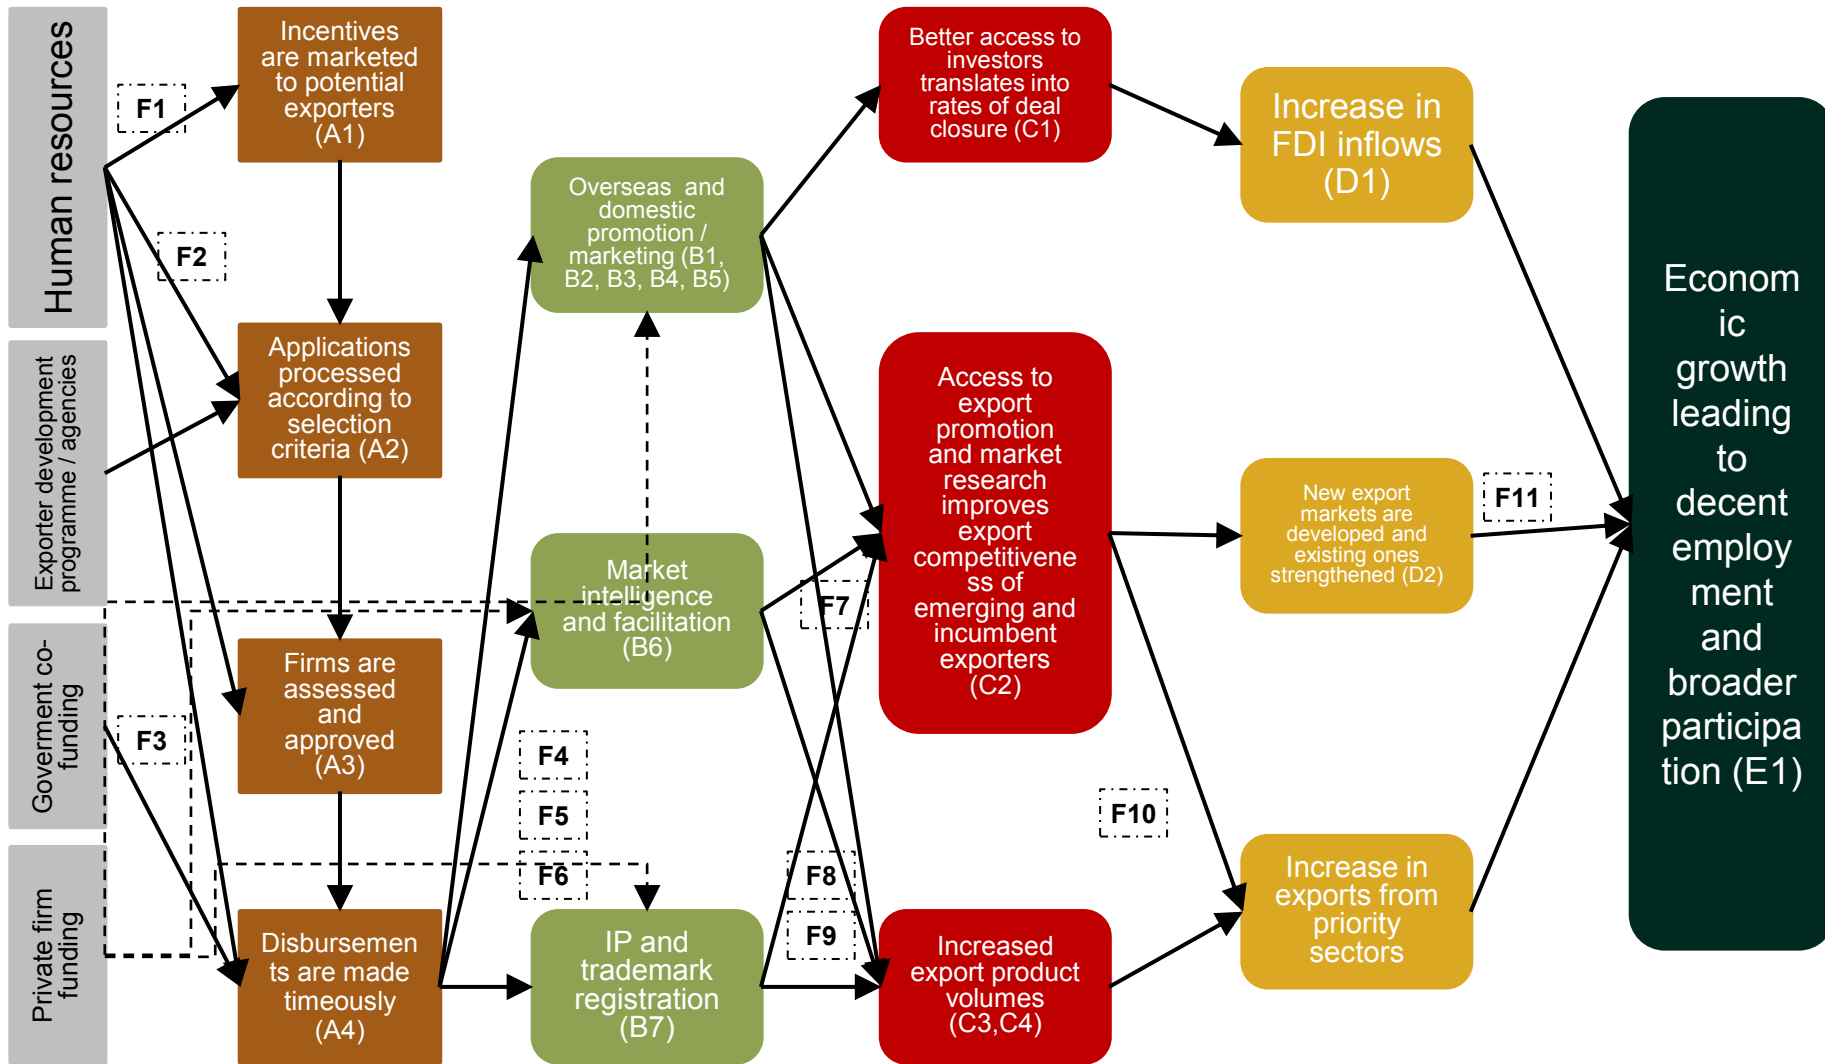 Human resources
Exporter development
programme / agencies
Government co-
funding
Private firm
funding
F1
F2
F3
Incentives
are marketed
to potential
exporters
(A1)
Applications
processed
according to
selection
criteria (A2)
Firms are
assessed
and
approved
(A3)
Disbursemen
ts are made
timeously
(A4)
Overseas and
domestic
promotion /
marketing (B1,
B2, B3, B4, B5)
Market
intelligence
and facilitation
(B6)
F4
F5
F6
IP and
trademark
registration
(B7)
F7
F8
F9
Better access to
investors
translates into
rates of deal
closure (C1)
Access to
export
promotion
and market
research
improves
export
competitivene
ss of
emerging and
incumbent
exporters
(C2)
Increased
export product
volumes
(C3,C4)
F10
Increase in
FDI inflows
(D1)
New export
markets are
developed and
existing ones
strengthened (D2)
Increase in
exports from
priority
sectors
F11
Econom
ic
growth
leading
to
decent
employ
ment
and
broader
participa
tion (E1)